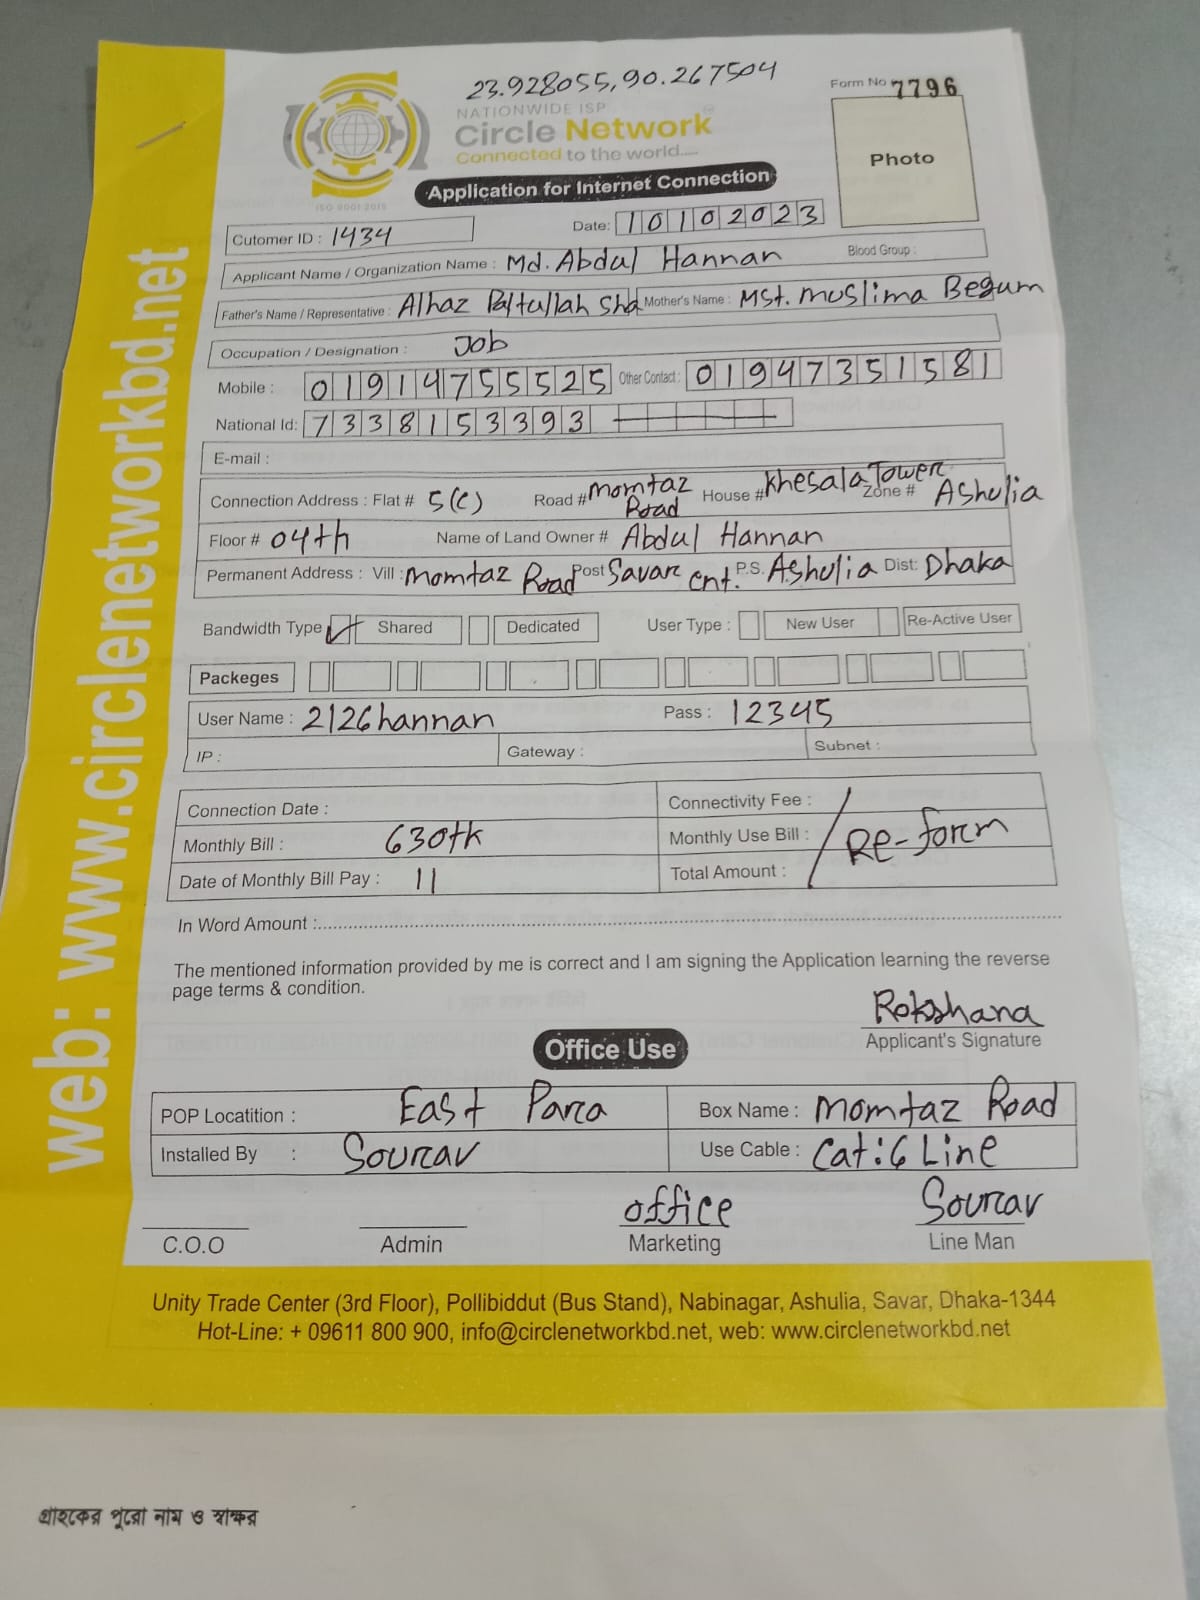 23.928055,90.267504
Form No 7796
NATIONWIDE ISP
Circle Network
Connected to the world.....
ISO 9001:2015
Photo
Application for Internet Connection
Cutomer ID : 1434 Date: 10102023
Applicant Name / Organization Name : Md. Abdul Hannan Blood Group :
Father's Name / Representative : Alhaz Paltullah Sha Mother's Name : MSt. Muslima Begum
Occupation / Designation : Job
Mobile : 01914755525 Other Contact : 01947351581
National Id: 7338153393
E-mail :
Connection Address : Flat # 5(C) Road # Momtaz Road House # Khesala Tower Zone # Ashulia
Floor # 04th Name of Land Owner # Abdul Hannan
Permanent Address : Vill : Momtaz Road Post Savar Cnt. P.S. Ashulia Dist: Dhaka
Bandwidth Type Shared Dedicated User Type : New User Re-Active User
Packeges
User Name : 2126hannan Pass : 12345
IP : Gateway : Subnet :
Connection Date : Connectivity Fee :
Monthly Bill : 630tk Monthly Use Bill : Re-form
Date of Monthly Bill Pay : 11 Total Amount :
In Word Amount :
The mentioned information provided by me is correct and I am signing the Application learning the reverse
page terms & condition.
Rokshana
Applicant's Signature
Office Use
POP Locatition : East Para Box Name : Momtaz Road
Installed By : Sourav Use Cable : Cat:6 Line
office Sourav
C.O.O Admin Marketing Line Man
Unity Trade Center (3rd Floor), Pollibiddut (Bus Stand), Nabinagar, Ashulia, Savar, Dhaka-1344
Hot-Line: + 09611 800 900, info@circlenetworkbd.net, web: www.circlenetworkbd.net
web: www.circlenetworkbd.net
গ্রাহকের পুরো নাম ও স্বাক্ষর